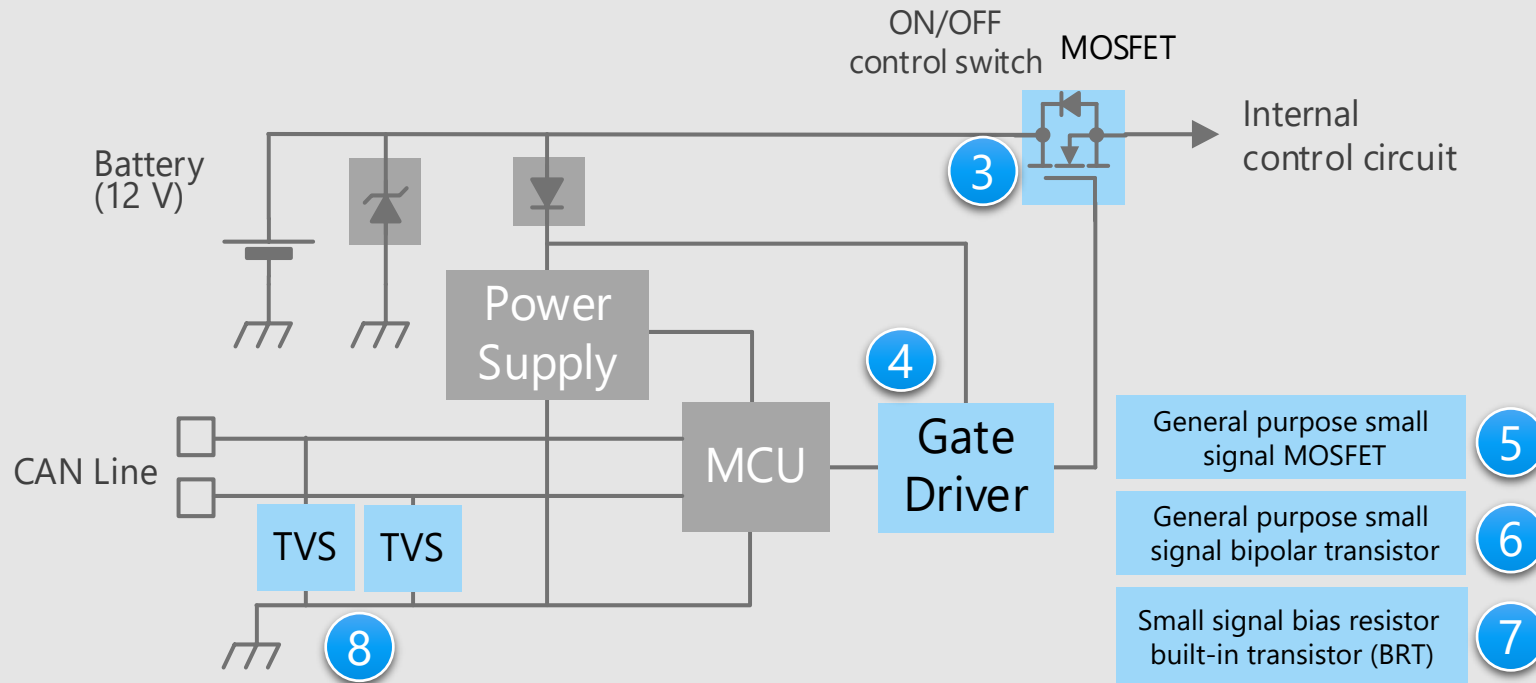 ON/OFF
control switch
MOSFET
Internal
control circuit
Battery
(12 V)
3
Power
Supply
4
Gate
Driver
MCU
CAN Line
TVS
TVS
8
General purpose small
signal MOSFET
5
General purpose small
signal bipolar transistor
6
Small signal bias resistor
built-in transistor (BRT)
7